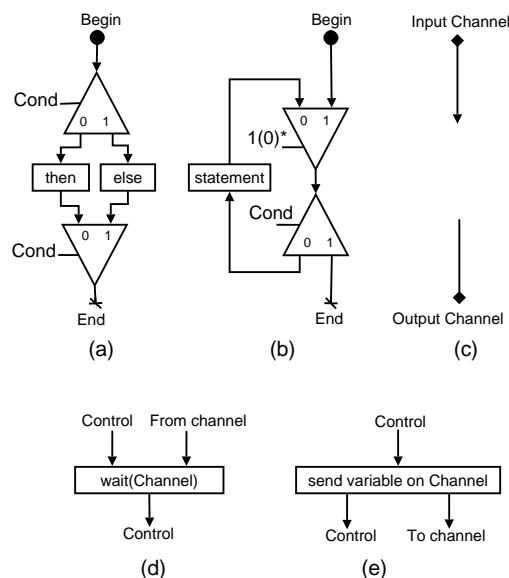 Begin
Cond
0 1
then
else
Cond
0 1
End
(a)
Begin
0 1
1(0)*
statement
Cond
0 1
End
(b)
Input Channel
Output Channel
(c)
Control
From channel
wait(Channel)
Control
(d)
Control
send variable on Channel
Control
To channel
(e)